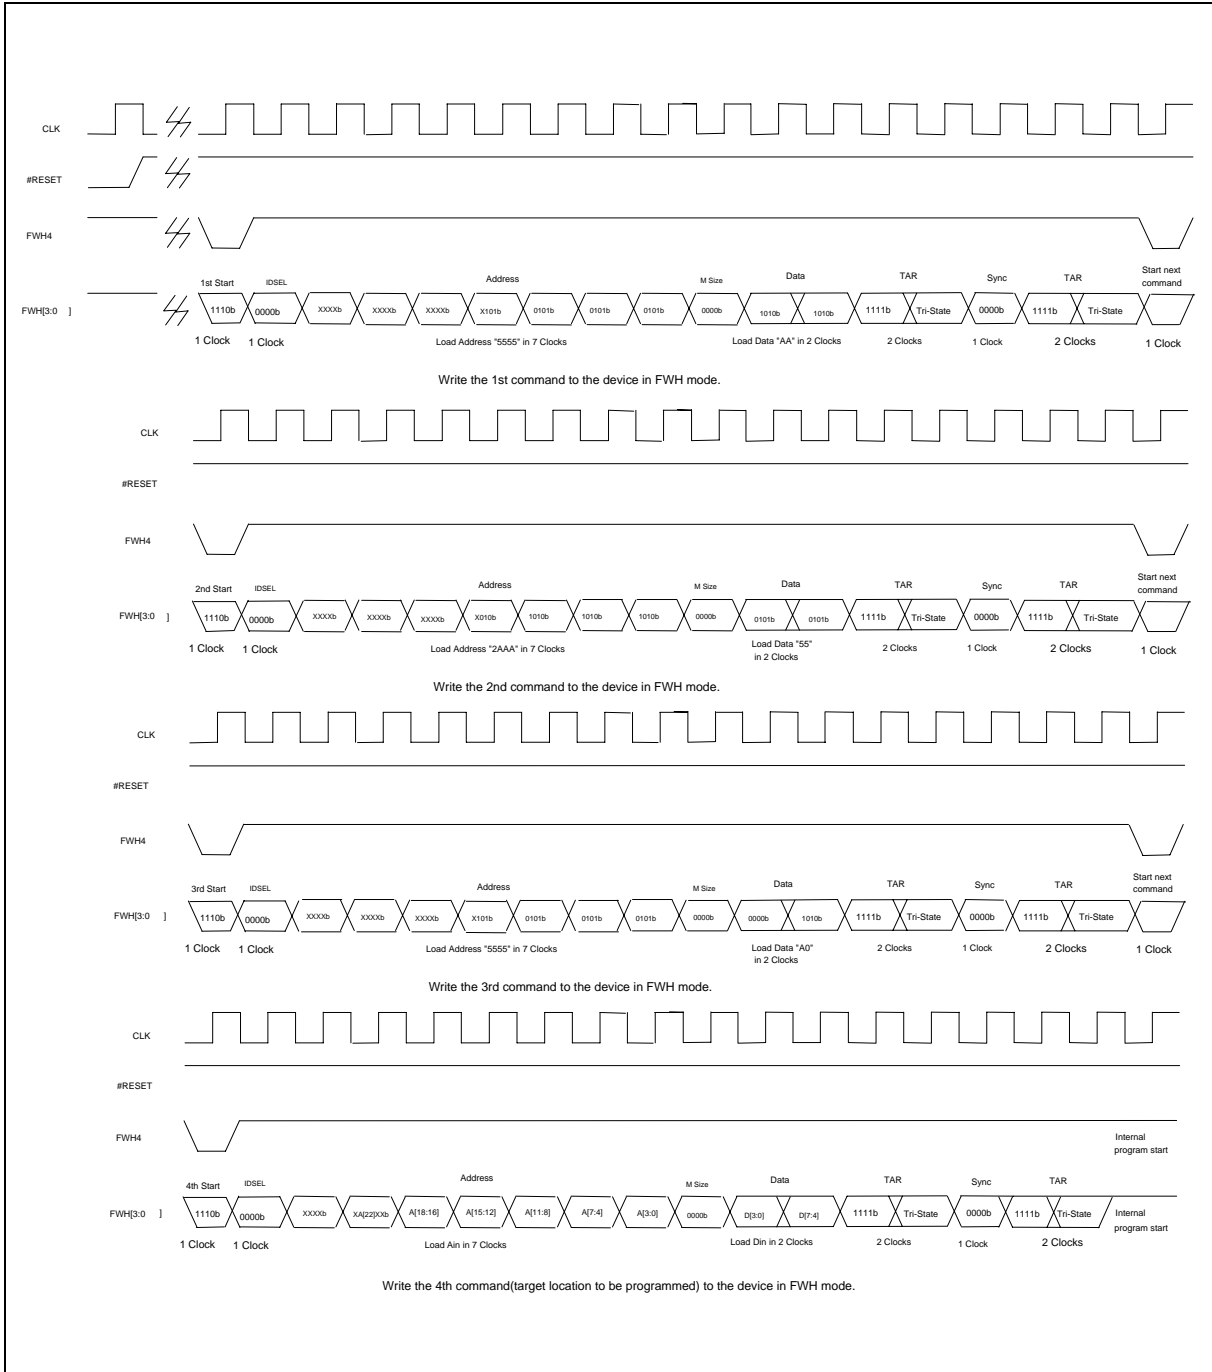 CLK
#RESET
FWH4
Address M Size Data TAR Sync TAR Start next
1st Start IDSEL command
FWH[3:0 ] 1110b 0000b XXXXb XXXXb XXXXb X101b 0101b 0101b 0101b 0000b 1010b 1010b 1111b Tri-State 0000b 1111b Tri-State
1 Clock 1 Clock Load Address "5555" in 7 Clocks Load Data "AA" in 2 Clocks 2 Clocks 1 Clock 2 Clocks 1 Clock
Write the 1st command to the device in FWH mode.
CLK
#RESET
FWH4
Address M Size Data TAR Sync TAR Start next
2nd Start IDSEL command
FWH[3:0 ] 1110b 0000b XXXXb XXXXb XXXXb X010b 1010b 1010b 1010b 0000b 0101b 0101b 1111b Tri-State 0000b 1111b Tri-State
1 Clock 1 Clock Load Address "2AAA" in 7 Clocks Load Data "55" 2 Clocks 1 Clock 2 Clocks 1 Clock
in 2 Clocks
Write the 2nd command to the device in FWH mode.
CLK
#RESET
FWH4
Address M Size Data TAR Sync TAR Start next
3rd Start IDSEL command
FWH[3:0 ] 1110b 0000b XXXXb XXXXb XXXXb X101b 0101b 0101b 0101b 0000b 0000b 1010b 1111b Tri-State 0000b 1111b Tri-State
1 Clock 1 Clock Load Address "5555" in 7 Clocks Load Data "A0" 2 Clocks 1 Clock 2 Clocks 1 Clock
in 2 Clocks
Write the 3rd command to the device in FWH mode.
CLK
#RESET
FWH4 Internal
program start
Address M Size Data TAR Sync TAR
4th Start IDSEL
FWH[3:0 ] 1110b 0000b XXXXb XA[22]XXb A[18:16] A[15:12] A[11:8] A[7:4] A[3:0] 0000b D[3:0] D[7:4] 1111b Tri-State 0000b 1111b Tri-State Internal
program start
1 Clock 1 Clock Load Ain in 7 Clocks Load Din in 2 Clocks 2 Clocks 1 Clock 2 Clocks
Write the 4th command(target location to be programmed) to the device in FWH mode.